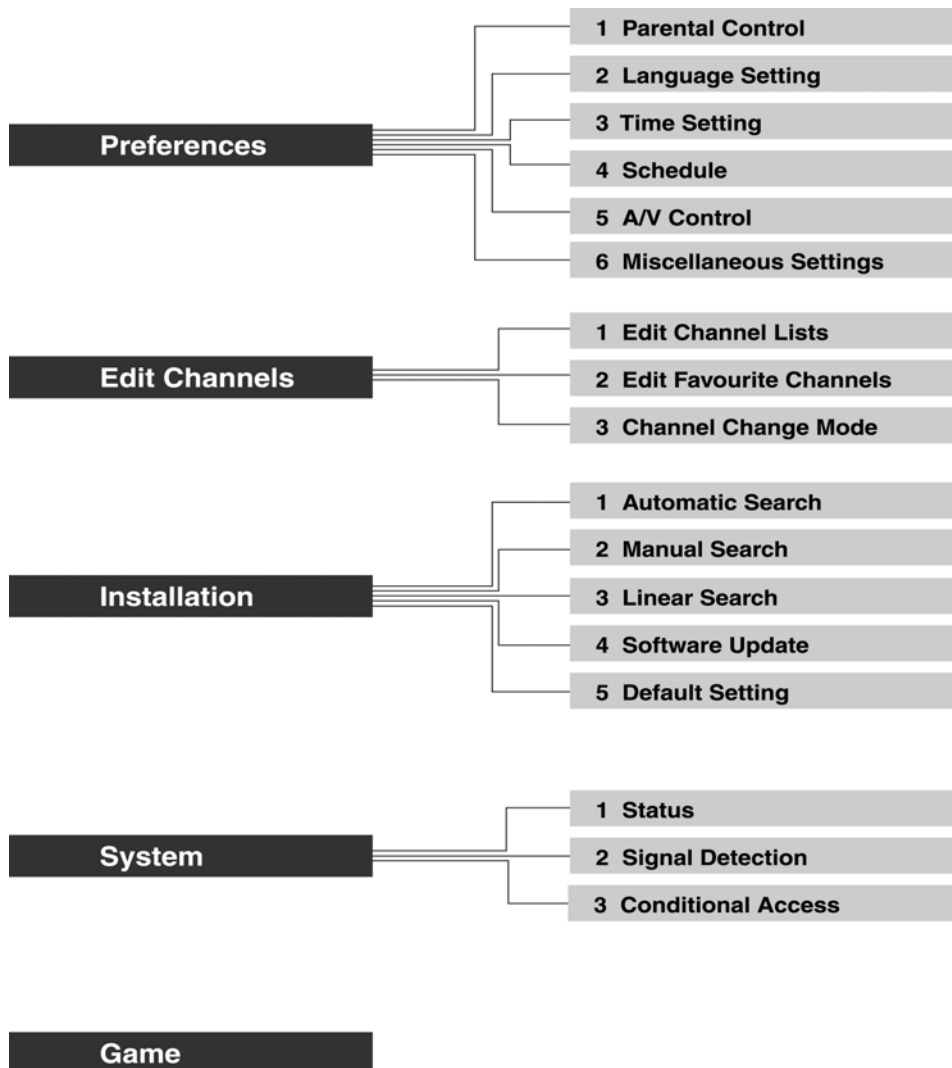 Preferences
1 Parental Control
2 Language Setting
3 Time Setting
4 Schedule
5 A/V Control
6 Miscellaneous Settings
Edit Channels
1 Edit Channel Lists
2 Edit Favourite Channels
3 Channel Change Mode
Installation
1 Automatic Search
2 Manual Search
3 Linear Search
4 Software Update
5 Default Setting
System
1 Status
2 Signal Detection
3 Conditional Access
Game